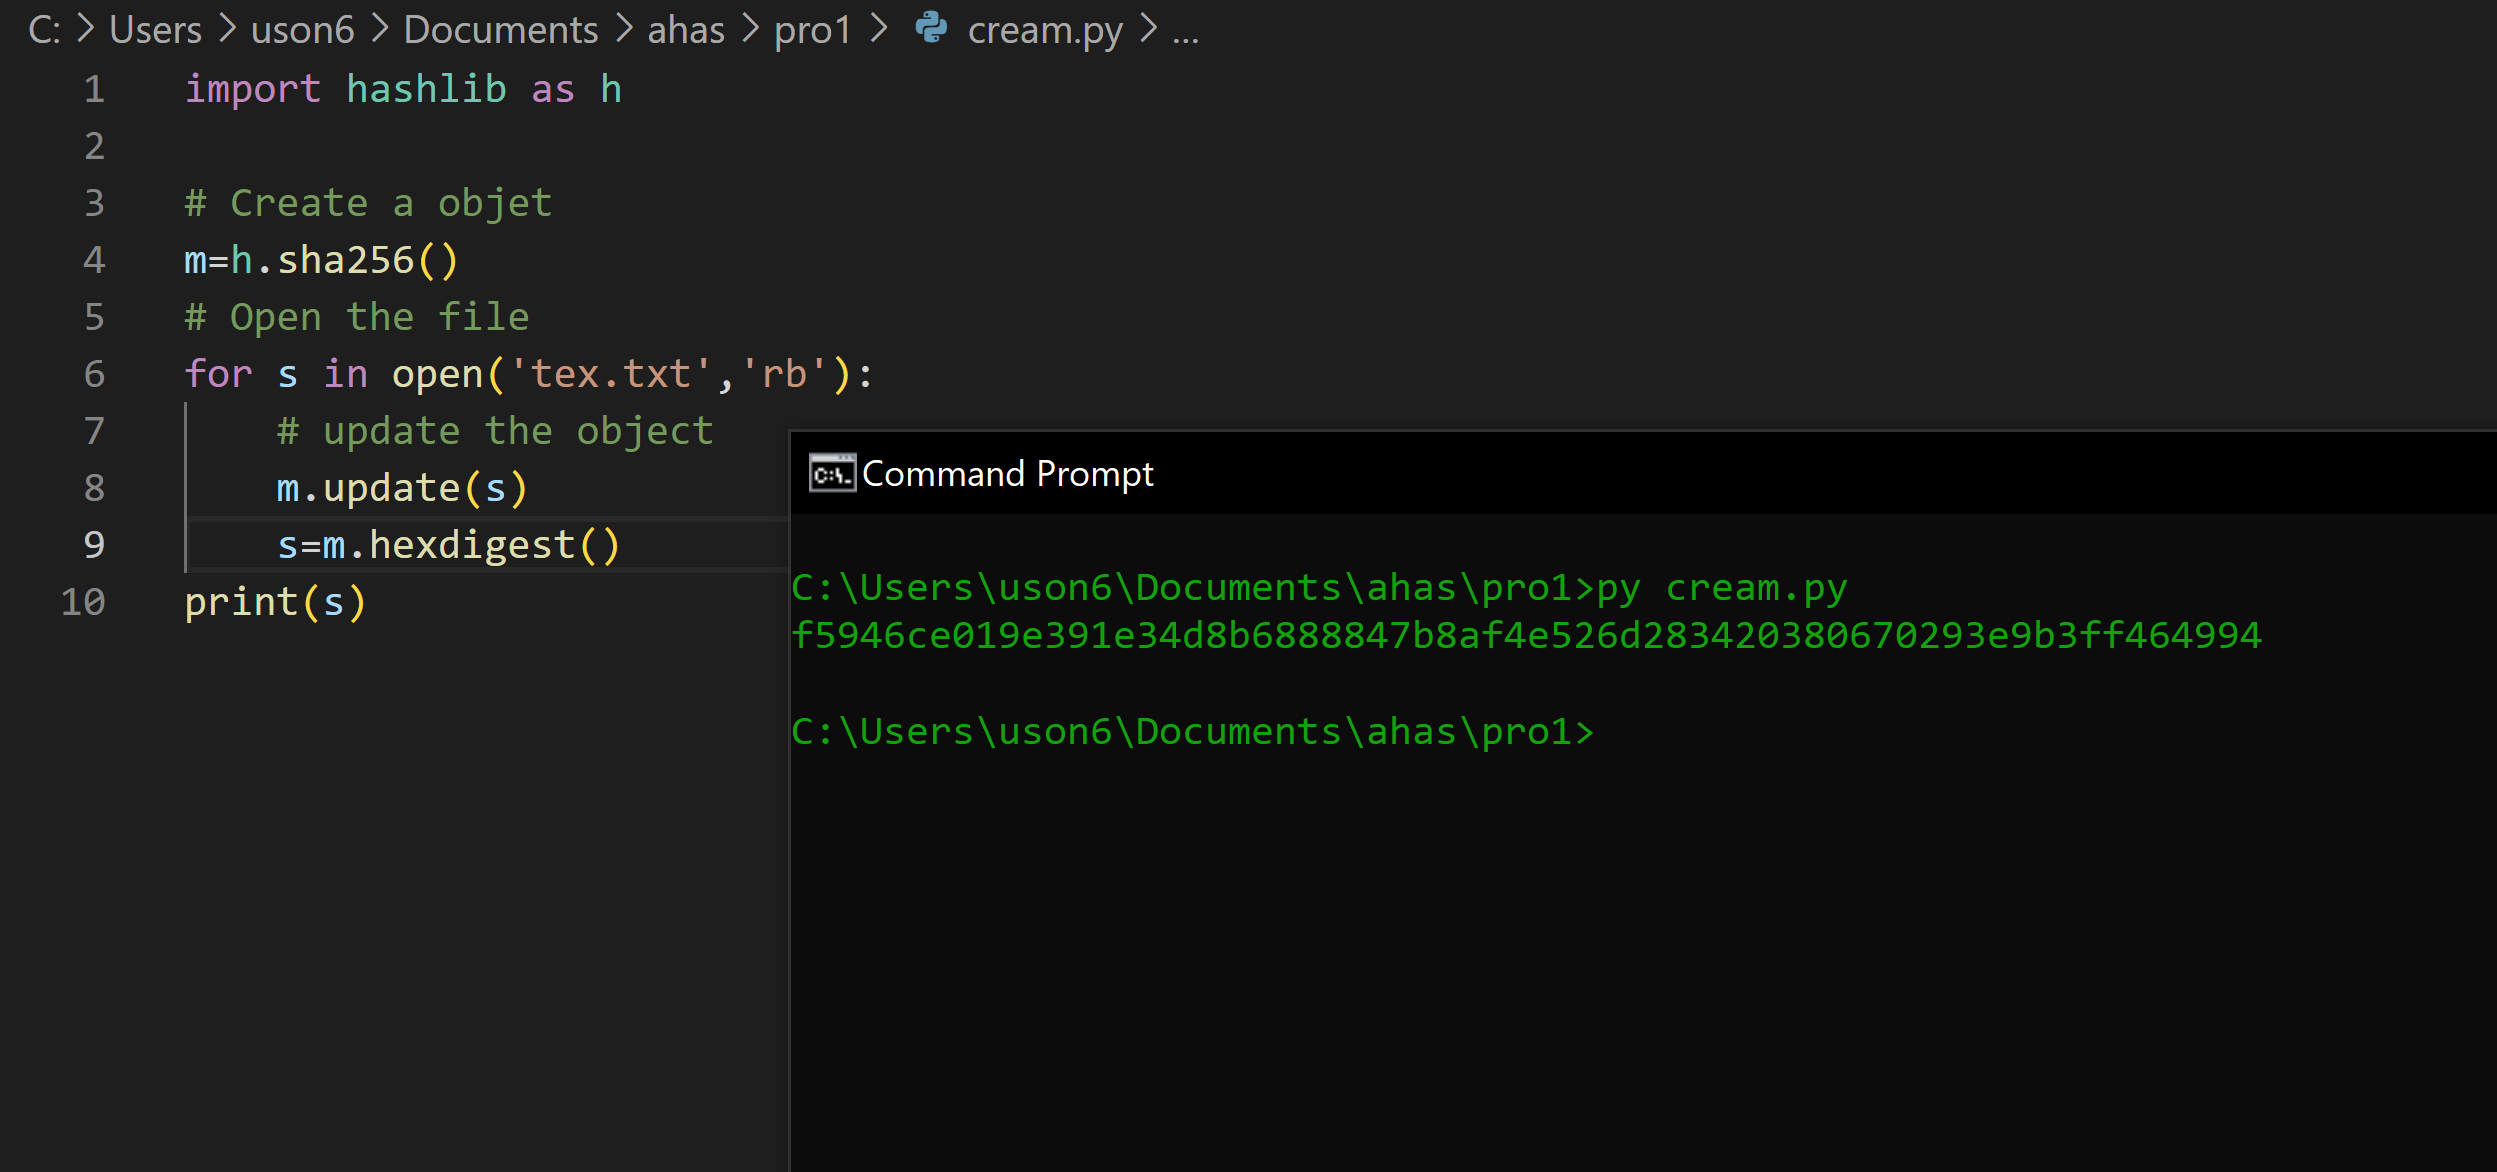 C: > Users > uson6 > Documents > ahas > pro1 > cream.py > ...
1 import hashlib as h
2
3 # Create a objet
4 m=h.sha256()
5 # Open the file
6 for s in open('tex.txt','rb'):
7 # update the object
8 m.update(s)
9 s=m.hexdigest()
10 print(s)
Command Prompt
C:\Users\uson6\Documents\ahas\pro1>py cream.py
f5946ce019e391e34d8b6888847b8af4e526d283420380670293e9b3ff464994
C:\Users\uson6\Documents\ahas\pro1>